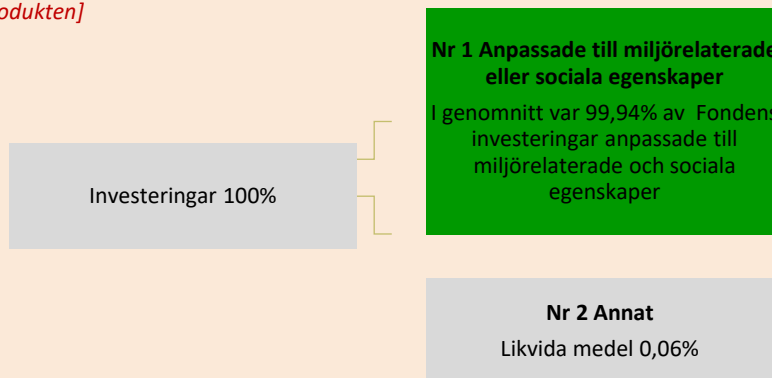 odukten]
Nr 1 Anpassade till miljörelaterade
eller sociala egenskaper
I genomnitt var 99,94% av Fondens
investeringar anpassade till
miljörelaterade och sociala
egenskaper
Investeringar 100%
Nr 2 Annat
Likvida medel 0,06%